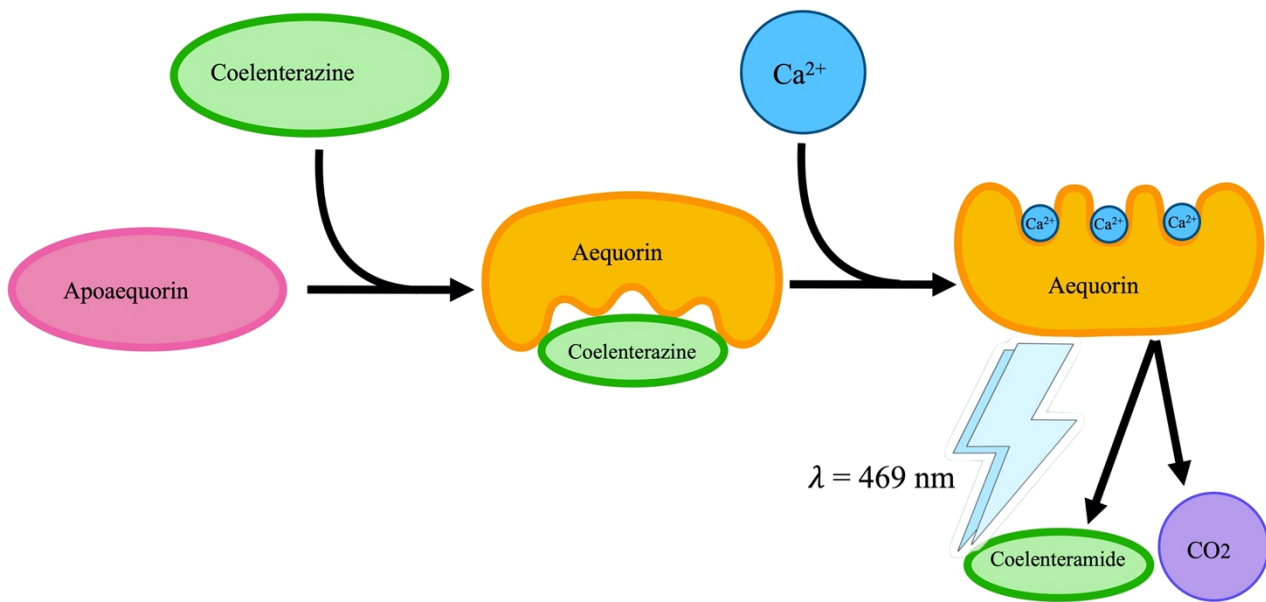 Coelenterazine
Ca²⁺
Apoaequorin
Aequorin
Coelenterazine
Ca²⁺
Ca²⁺
Ca²⁺
Aequorin
λ = 469 nm
Coelenteramide
CO2